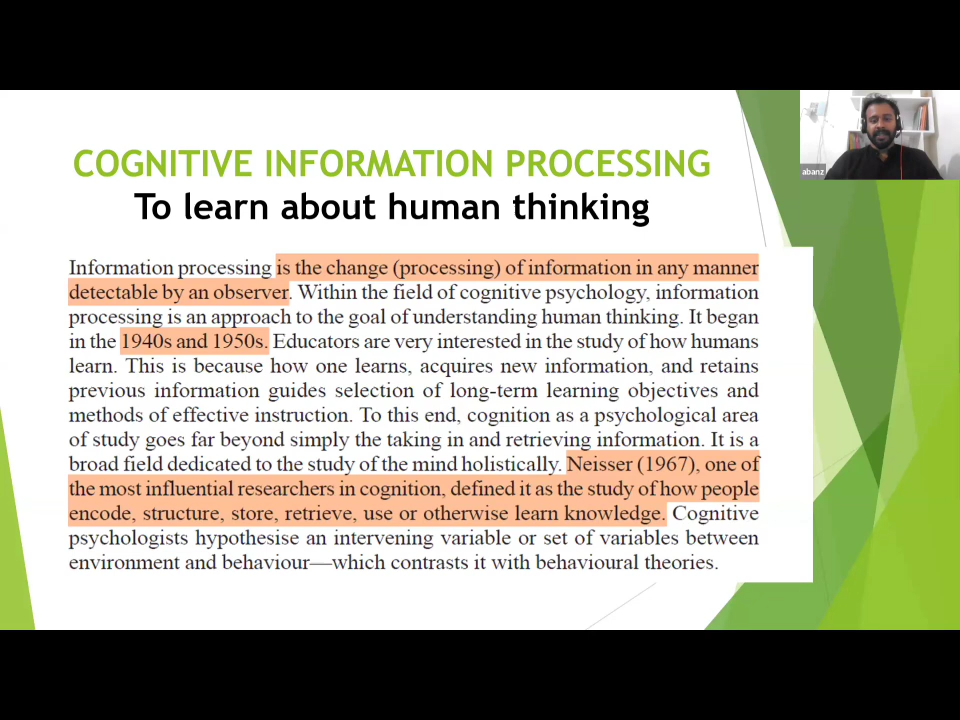 COGNITIVE INFORMATION PROCESSING
To learn about human thinking
abanz
Information processing is the change (processing) of information in any manner
detectable by an observer. Within the field of cognitive psychology, information
processing is an approach to the goal of understanding human thinking. It began
in the 1940s and 1950s. Educators are very interested in the study of how humans
learn. This is because how one learns, acquires new information, and retains
previous information guides selection of long-term learning objectives and
methods of effective instruction. To this end, cognition as a psychological area
of study goes far beyond simply the taking in and retrieving information. It is a
broad field dedicated to the study of the mind holistically. Neisser (1967), one of
the most influential researchers in cognition, defined it as the study of how people
encode, structure, store, retrieve, use or otherwise learn knowledge. Cognitive
psychologists hypothesise an intervening variable or set of variables between
environment and behaviour—which contrasts it with behavioural theories.